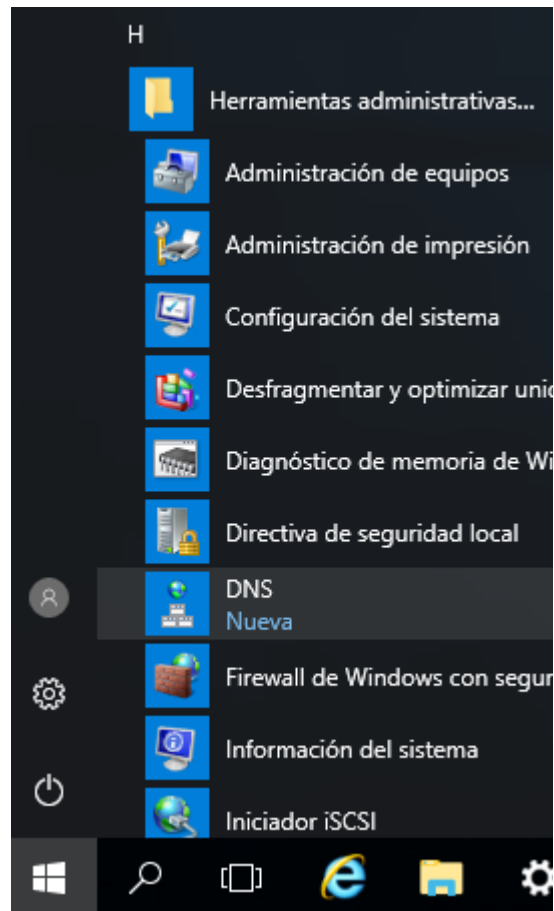 H
Herramientas administrativas...
Administración de equipos
Administración de impresión
Configuración del sistema
Desfragmentar y optimizar
Diagnóstico de memoria de
Directiva de seguridad local
DNS
Nueva
Firewall de Windows con
Información del sistema
Iniciador iSCSI